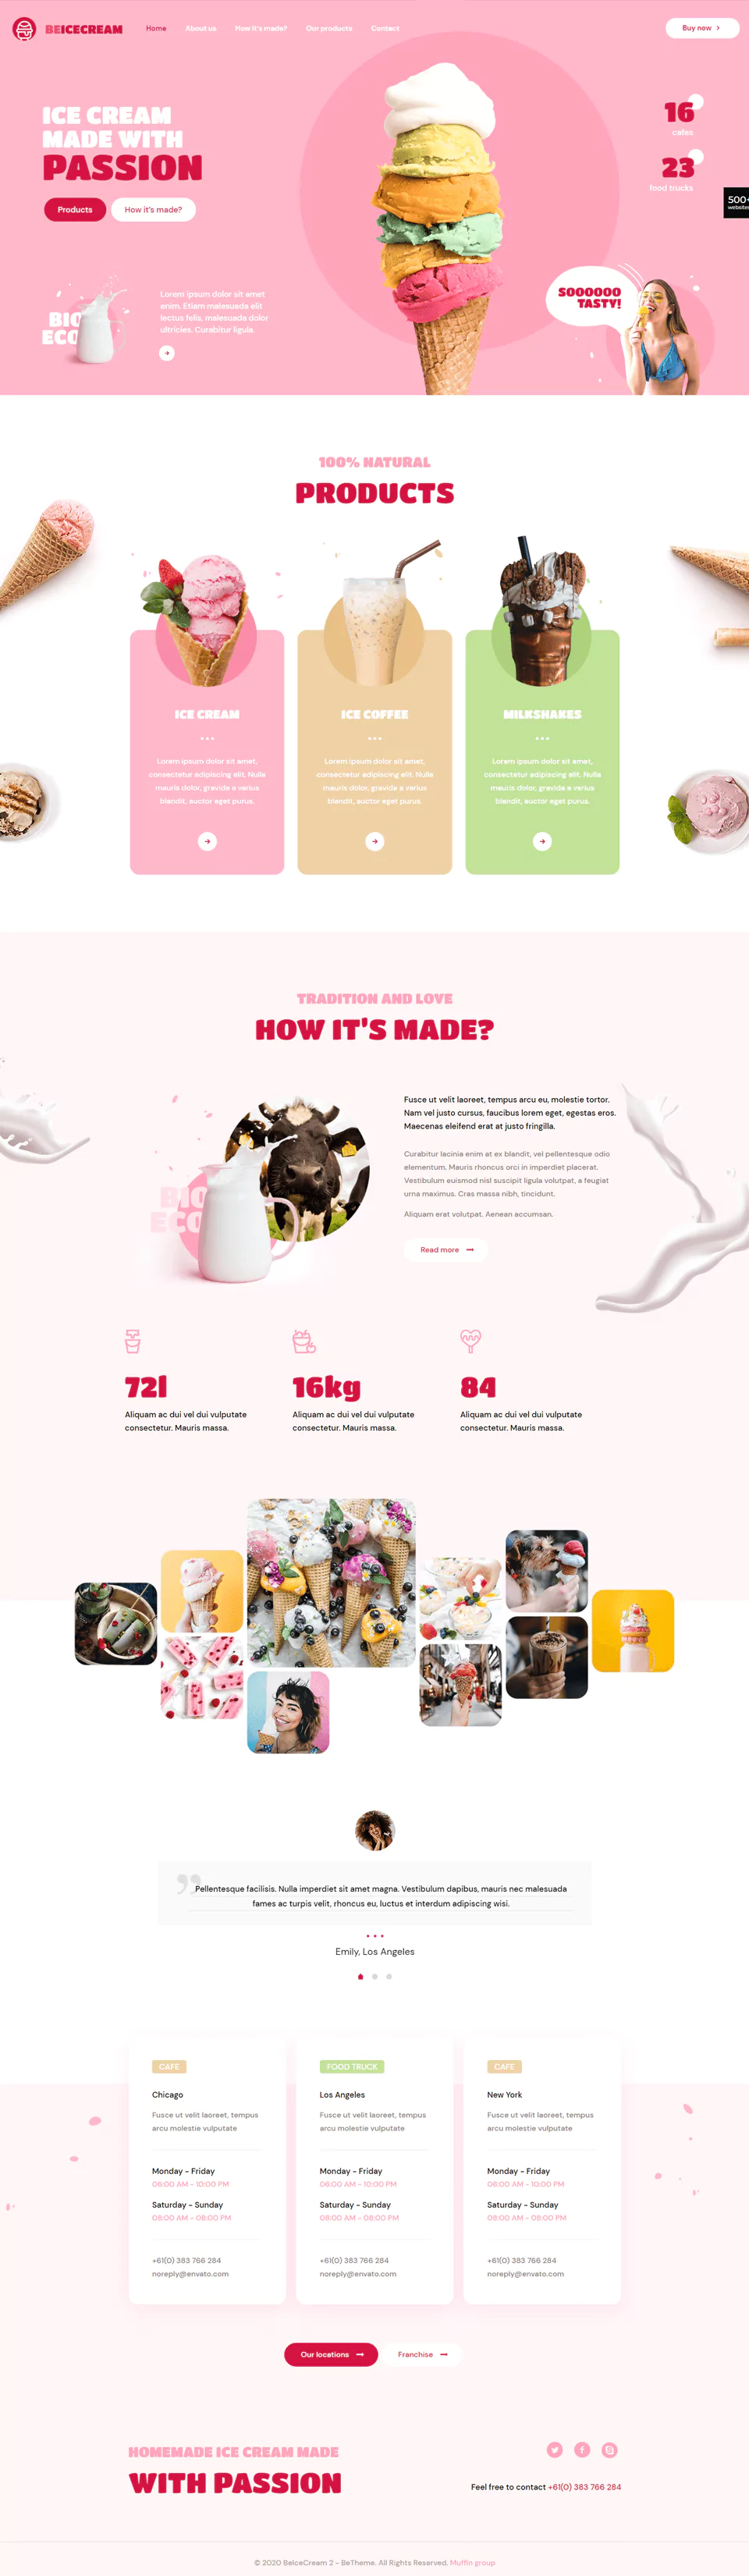 BEICECREAM
Home
About us
How it's made?
Our products
Contact
Buy now
ICE CREAM
MADE WITH
PASSION
Products
How it's made?
16
cafes
23
food trucks
500+
BIO
ECO
Lorem ipsum dolor sit emet
enim. Etiam malesuada elit
lectus felis, malesuada dolor
ultricies. Curabitur ligula.
SOOOOOO
TASTY!
100% NATURAL
PRODUCTS
ICE CREAM
Lorem ipsum dolor sit amet,
consectetur adipiscing elit. Nulla
mauris dolor, gravida a varius
blandit, auctor eget purus.
ICE COFFEE
Lorem ipsum dolor sit amet,
consectetur adipiscing elit. Nulla
mauris dolor, gravida a varius
blandit, auctor eget purus.
MILKSHAKES
Lorem ipsum dolor sit amet,
consectetur adipiscing elit. Nulla
mauris dolor, gravida a varius
blandit, auctor eget purus.
TRADITION AND LOVE
HOW IT'S MADE?
BIO
ECO
Fusce ut velit laoreet, tempus arcu eu, molestie tortor.
Nam vel justo cursus, faucibus lorem eget, egestas eros.
Maecenas eleifend erat at justo fringilla.
Curabitur lacinia enim at ex blandit, vel pellentesque odio
elementum. Mauris rhoncus orci in imperdiet placerat.
Vestibulum euismod nisl suscipit ligula volutpat, a feugiat
urna maximus. Cras massa nibh, tincidunt.
Aliquam erat volutpat. Aenean accumsan.
Read more
72l
Aliquam ac dui vel dui vulputate
consectetur. Mauris massa.
16kg
Aliquam ac dui vel dui vulputate
consectetur. Mauris massa.
84
Aliquam ac dui vel dui vulputate
consectetur. Mauris massa.
Pellentesque facilisis. Nulla imperdiet sit amet magna. Vestibulum dapibus, mauris nec malesuada
fames ac turpis velit, rhoncus eu, luctus et interdum adipiscing wisi.
Emily, Los Angeles
CAFE
Chicago
Fusce ut velit laoreet, tempus
arcu molestie vulputate
Monday - Friday
06:00 AM - 10:00 PM
Saturday - Sunday
08:00 AM - 08:00 PM
+61(0) 383 766 284
noreply@envato.com
FOOD TRUCK
Los Angeles
Fusce ut velit laoreet, tempus
arcu molestie vulputate
Monday - Friday
06:00 AM - 10:00 PM
Saturday - Sunday
08:00 AM - 08:00 PM
+61(0) 383 766 284
noreply@envato.com
CAFE
New York
Fusce ut velit laoreet, tempus
arcu molestie vulputate
Monday - Friday
06:00 AM - 10:00 PM
Saturday - Sunday
08:00 AM - 08:00 PM
+61(0) 383 766 284
noreply@envato.com
Our locations
Franchise
HOMEMADE ICE CREAM MADE
WITH PASSION
Feel free to contact +61(0) 383 766 284
© 2020 BeIceCream 2 - BeTheme. All Rights Reserved. Muffin group